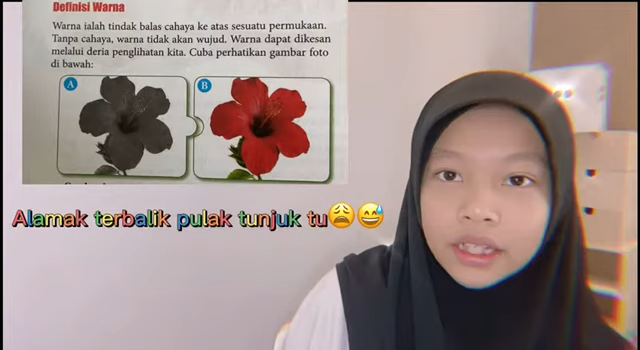 Definisi Warna
Warna ialah tindak balas cahaya ke atas sesuatu permukaan.
Tanpa cahaya, warna tidak akan wujud. Warna dapat dikesan
melalui deria penglihatan kita. Cuba perhatikan gambar foto
di bawah:
A B
Alamak terbalik pulak tunjuk tu😩😅